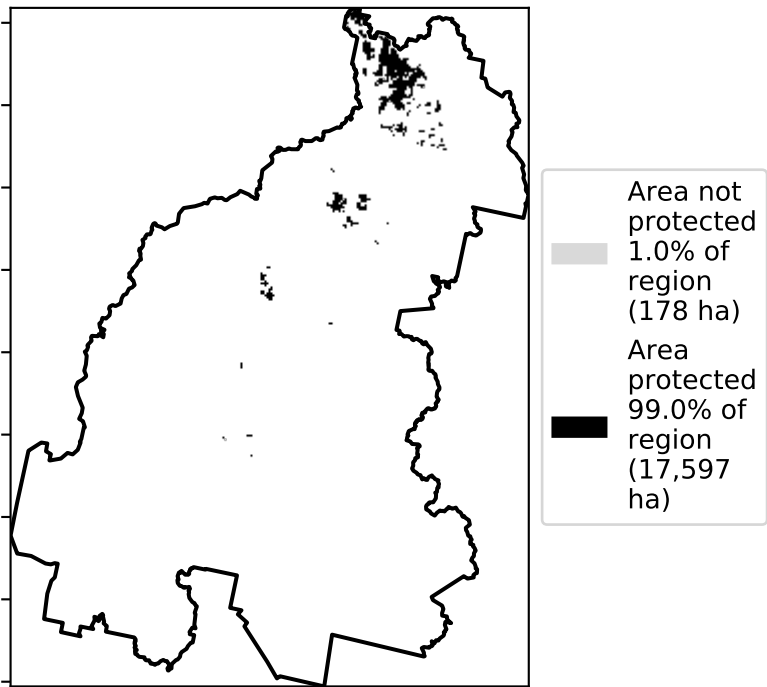 Area not
protected
1.0% of
region
(178 ha)
Area
protected
99.0% of
region
(17,597
ha)